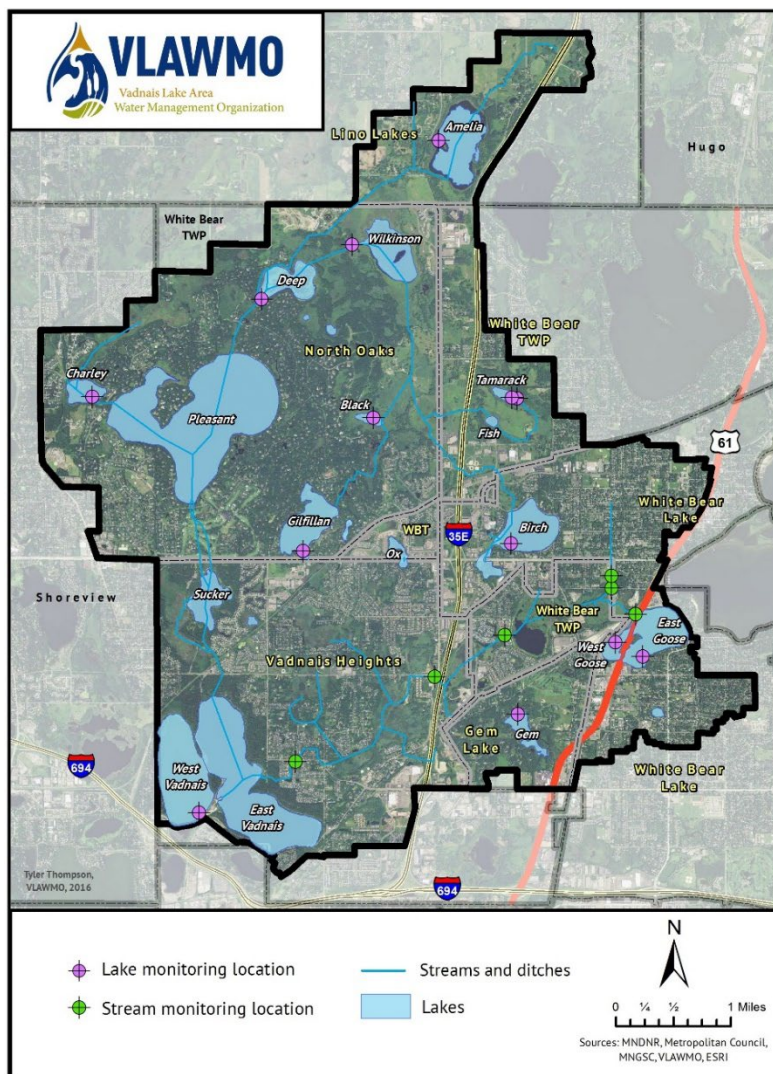 VLAWMO
Vadnais Lake Area
Water Management Organization
Amelia
Lino Lakes
Hugo
White Bear
TWP
Wilkinson
Deep
White Bear
TWP
North Oaks
Charley
Tamarack
Black
Pleasant
Fish
61
White Bear
Lake
Gilfillan
Birch
WBT
35E
Ox
Sucker
Shoreview
White Bear
TWP
East
Goose
West
Goose
Vadnais Heights
Gem
Lake
Gem
694
West
Vadnais
White Bear
Lake
East
Vadnais
Tyler Thompson,
VLAWMO, 2016
694
N
Lake monitoring location
Streams and ditches
Stream monitoring location
Lakes
0 ¼ ½ 1 Miles
Sources: MNDNR, Metropolitan Council,
MNGSC, VLAWMO, ESRI